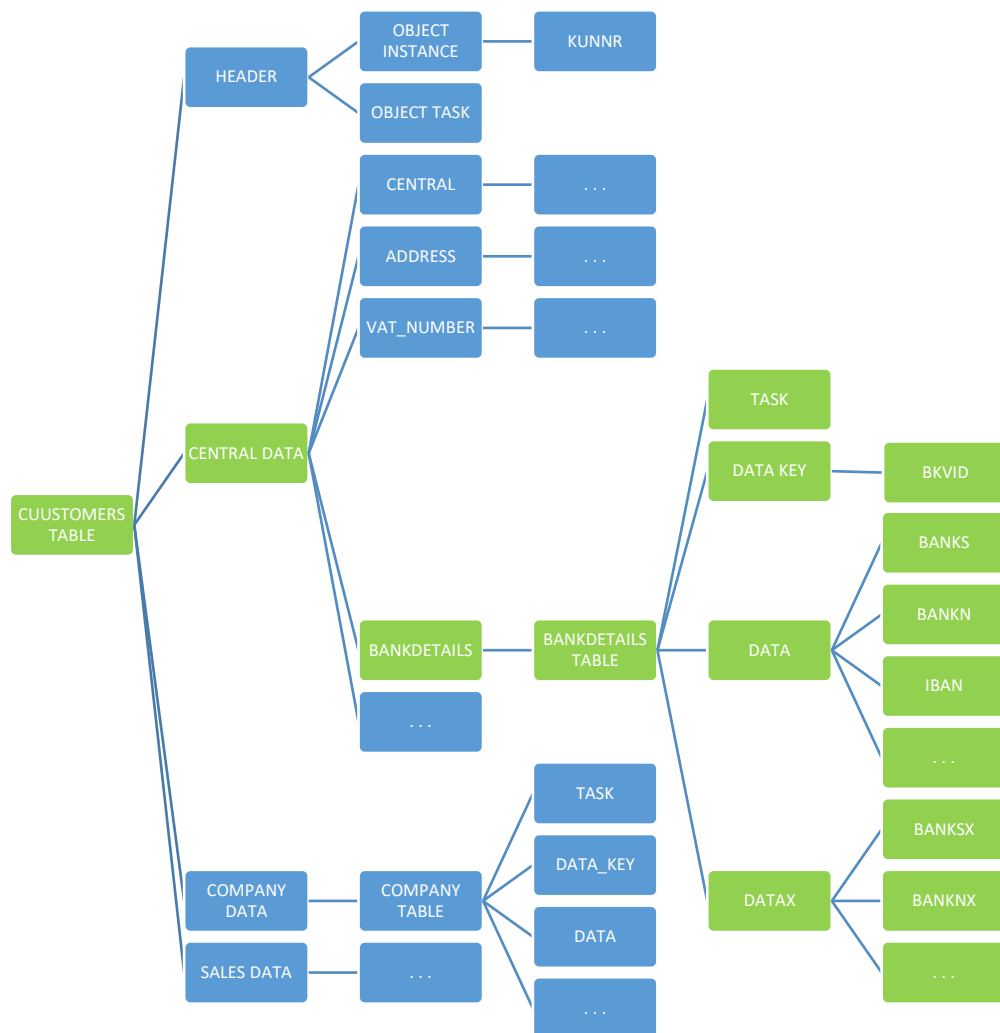 OBJECT
INSTANCE
KUNNR
HEADER
OBJECT TASK
CENTRAL
. . .
ADDRESS
. . .
VAT_NUMBER
. . .
TASK
CENTRAL DATA
DATA KEY
BKVID
CUUSTOMERS
TABLE
BANKS
BANKN
BANKDETAILS
BANKDETAILS
TABLE
DATA
IBAN
. . .
. . .
TASK
BANKSX
DATA_KEY
COMPANY
DATA
COMPANY
TABLE
DATAX
BANKNX
DATA
SALES DATA
. . .
. . .
. . .